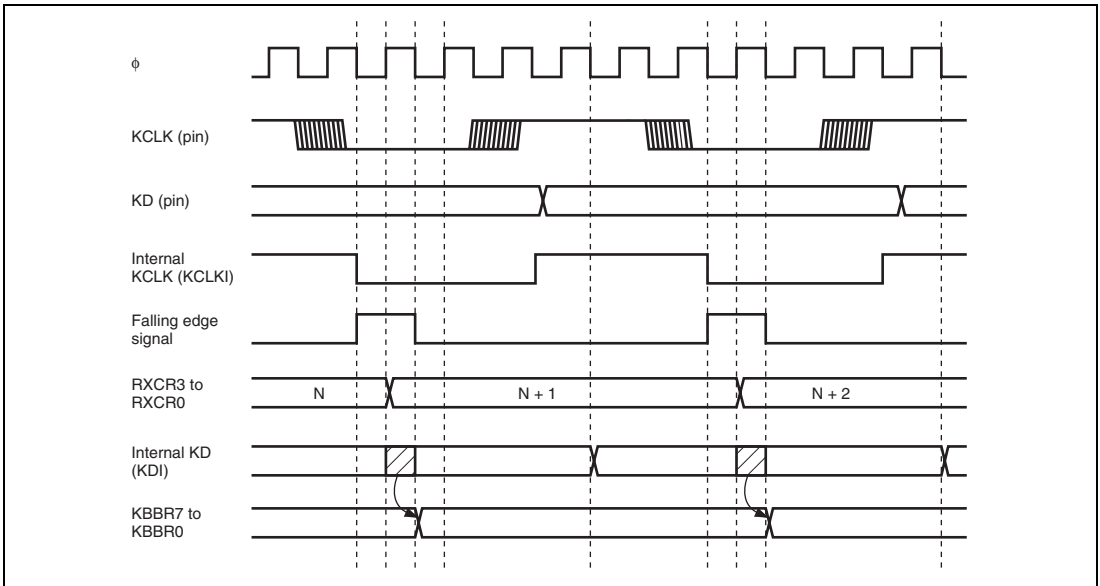 ϕ
KCLK (pin)
KD (pin)
Internal
KCLK (KCLKI)
Falling edge
signal
RXCR3 to
RXCR0
N
N + 1
N + 2
Internal KD
(KDI)
KBBR7 to
KBBR0